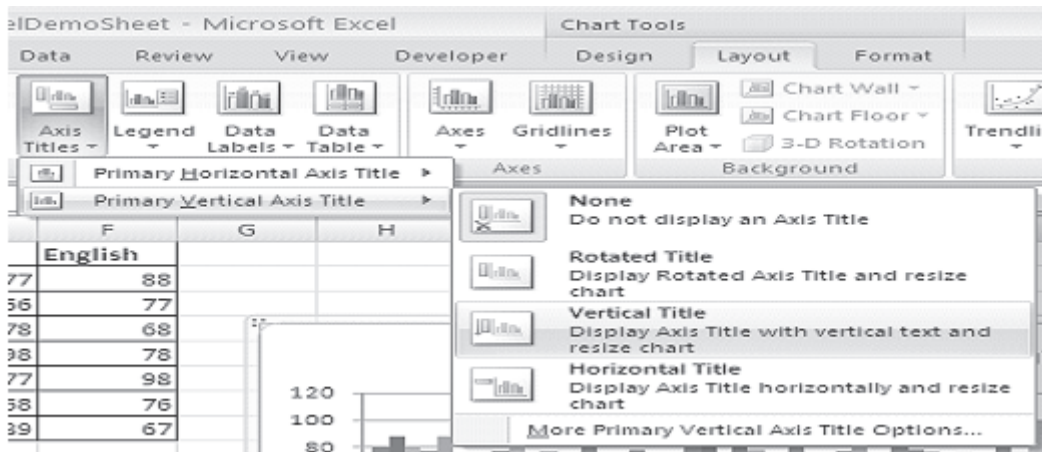 elDemoSheet - Microsoft Excel
Chart Tools
Data Review View Developer Design Layout Format
Axis Titles
Legend
Data Labels
Data Table
Axes
Gridlines
Plot Area
Chart Wall
Chart Floor
3-D Rotation
Trendli
Axes
Background
Primary Horizontal Axis Title
Primary Vertical Axis Title
None
Do not display an Axis Title
Rotated Title
Display Rotated Axis Title and resize
chart
Vertical Title
Display Axis Title with vertical text and
resize chart
Horizontal Title
Display Axis Title horizontally and resize
chart
More Primary Vertical Axis Title Options...
F G H
English
77 88
56 77
78 68
98 78
77 98
58 76
39 67
120
100
80